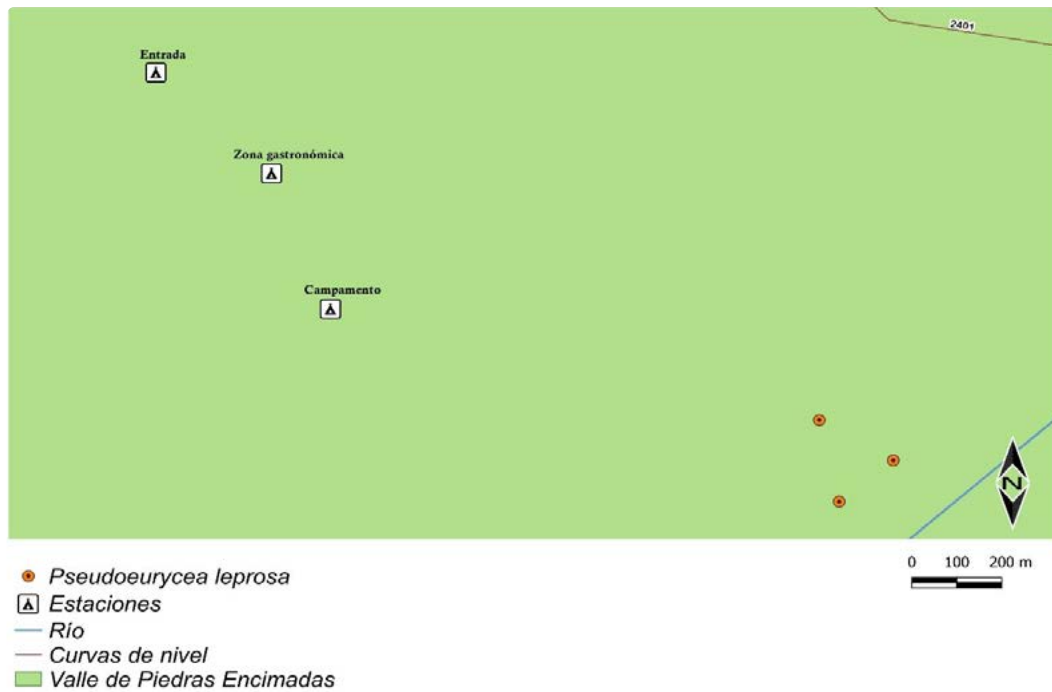 2401
Entrada
Zona gastronómica
Campamento
N
0 100 200 m
Pseudoeurycea leprosa
Estaciones
Río
Curvas de nivel
Valle de Piedras Encimadas